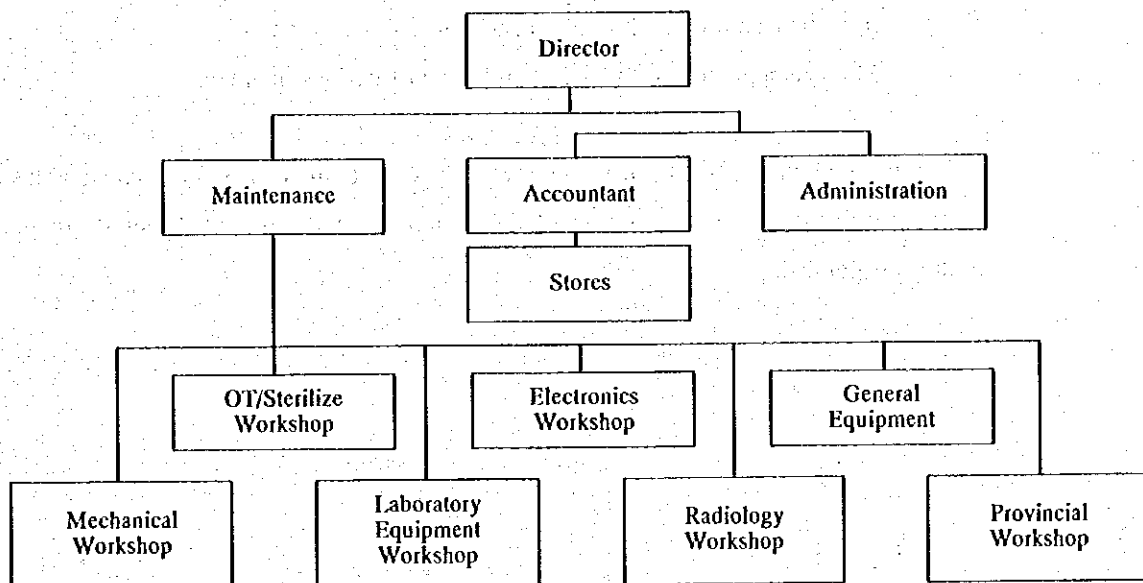 Director
Maintenance
Accountant
Administration
Stores
OT/Sterilize
Workshop
Electronics
Workshop
General
Equipment
Mechanical
Workshop
Laboratory
Equipment
Workshop
Radiology
Workshop
Provincial
Workshop